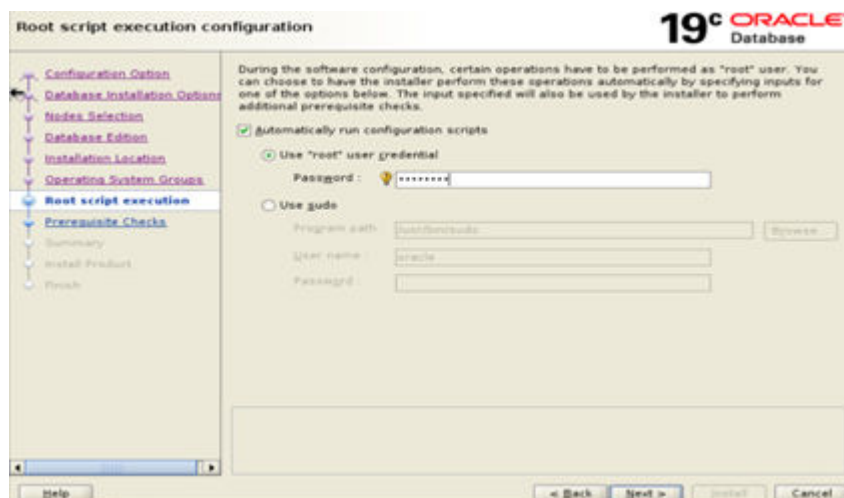 Root script execution configuration
19c ORACLE
Database
Configuration Option
Database Installation Options
Nodes Selection
Database Edition
Installation Location
Operating System Groups
Root script execution
Prerequisite Checks
Summary
Install Product
Finish
During the software configuration, certain operations have to be performed as "root" user. You
can choose to have the installer perform these operations automatically by specifying inputs for
one of the options below. The input specified will also be used by the installer to perform
additional prerequisite checks.
Automatically run configuration scripts
Use "root" user credential
Password : ••••••••
Use sudo
Program path /usr/bin/sudo Browse...
User name : oracle
Password :
Help < Back Next > Install Cancel